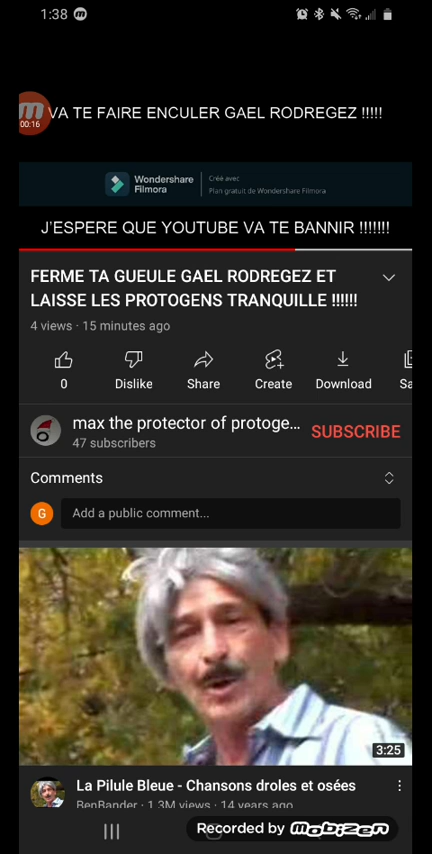 1:38
m
VA TE FAIRE ENCULER GAEL RODREGEZ !!!!!
00:16
Wondershare
Filmora
Créé avec
Plan gratuit de Wondershare Filmora
J'ESPERE QUE YOUTUBE VA TE BANNIR !!!!!!!
FERME TA GUEULE GAEL RODREGEZ ET
LAISSE LES PROTOGENS TRANQUILLE !!!!!!
4 views · 15 minutes ago
0 Dislike Share Create Download Sa
max the protector of protoge...
47 subscribers
SUBSCRIBE
Comments
G
Add a public comment...
3:25
La Pilule Bleue - Chansons droles et osées
BenBander · 1.3M views · 14 years ago
Recorded by mobizen